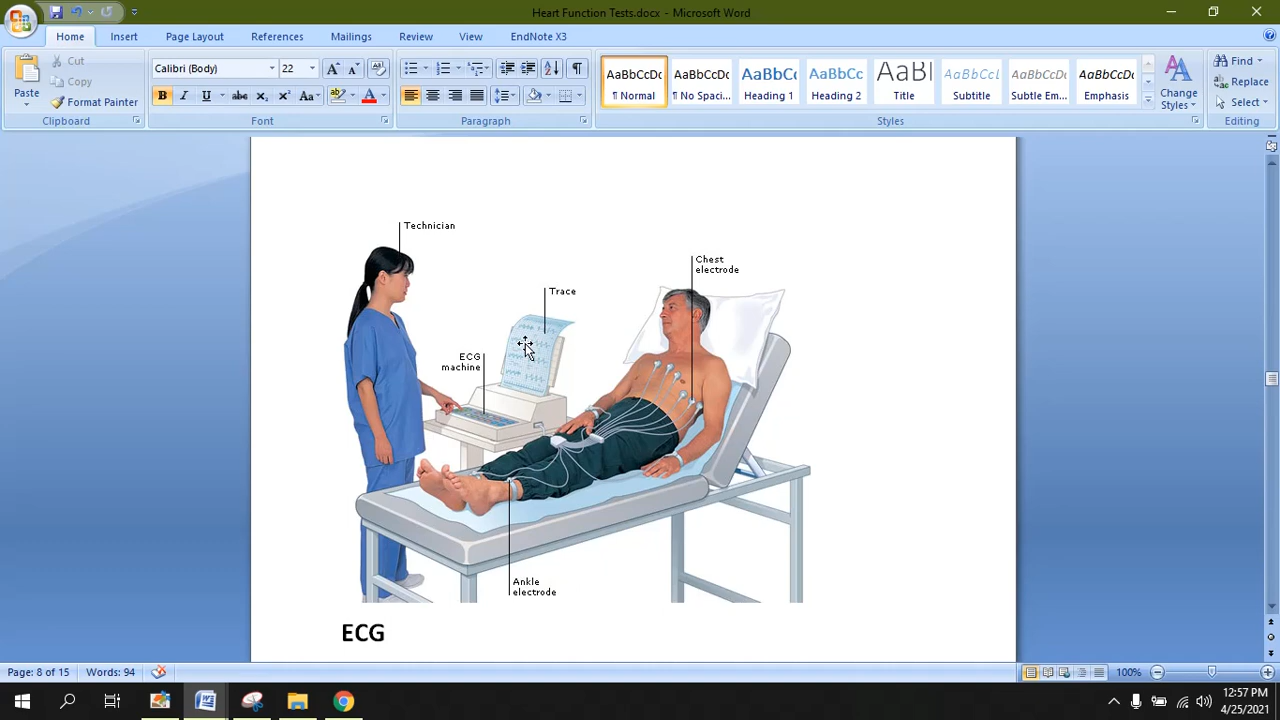 Heart Function Tests.docx - Microsoft Word
Home Insert Page Layout References Mailings Review View EndNote X3
Paste
Cut
Copy
Format Painter
Clipboard
Calibri (Body) 22
B I U abc X₂ X² Aa A
Font
Paragraph
AaBbCcDc AaBbCcDc AaBbCc AaBbCc AaBl AaBbCcL AaBbCcDc AaBbCcDc
¶ Normal ¶ No Spaci... Heading 1 Heading 2 Title Subtitle Subtle Em... Emphasis
Change
Styles
Styles
Find
Replace
Select
Editing
Technician
Chest
electrode
Trace
ECG
machine
Ankle
electrode
ECG
Page: 8 of 15 Words: 94 100%
12:57 PM
4/25/2021